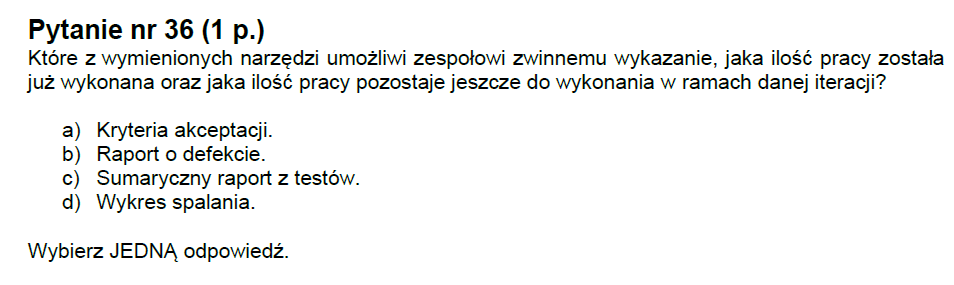 Pytanie nr 36 (1 p.)
Które z wymienionych narzędzi umożliwi zespołowi zwinnemu wykazanie, jaka ilość pracy została
już wykonana oraz jaka ilość pracy pozostaje jeszcze do wykonania w ramach danej iteracji?
a) Kryteria akceptacji.
b) Raport o defekcie.
c) Sumaryczny raport z testów.
d) Wykres spalania.
Wybierz JEDNĄ odpowiedź.